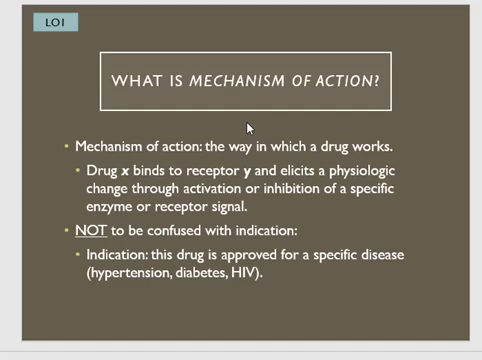 LO1
WHAT IS MECHANISM OF ACTION?
Mechanism of action: the way in which a drug works.
Drug x binds to receptor y and elicits a physiologic
change through activation or inhibition of a specific
enzyme or receptor signal.
NOT to be confused with indication:
Indication: this drug is approved for a specific disease
(hypertension, diabetes, HIV).